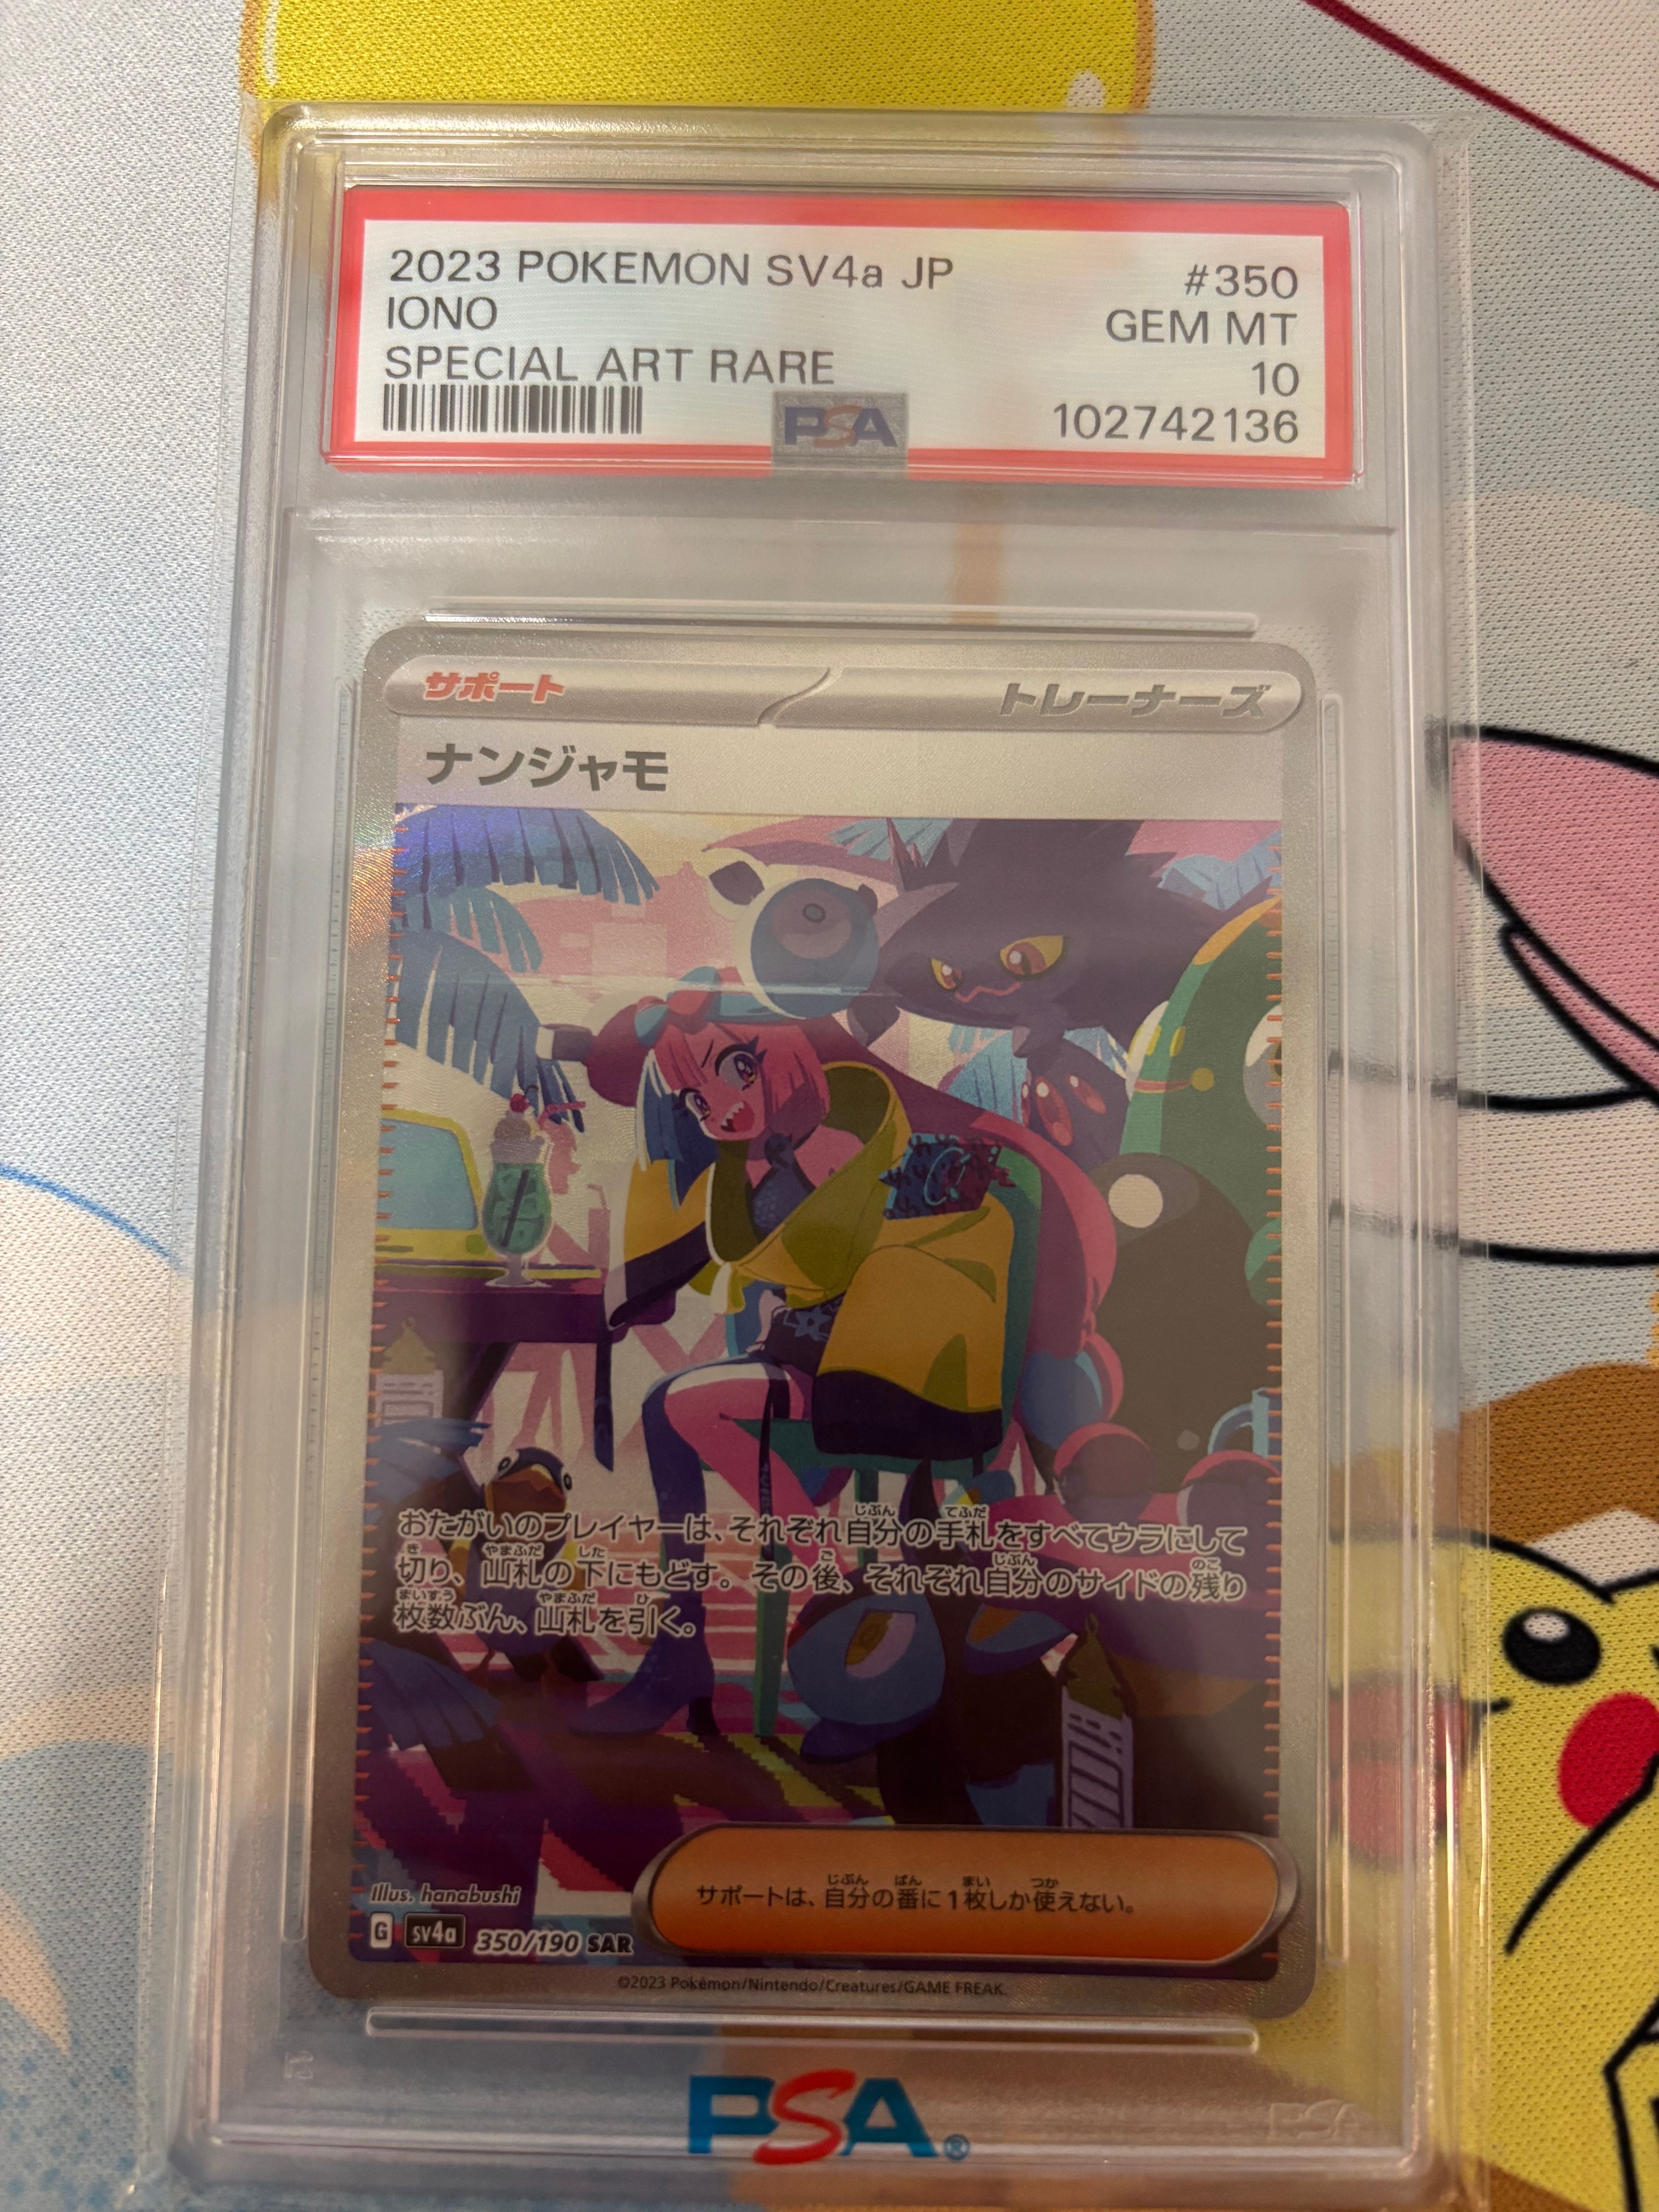 2023 POKEMON SV4a JP #350
IONO GEM MT
SPECIAL ART RARE 10
PSA 102742136
サポート トレーナーズ
ナンジャモ
おたがいのプレイヤーは、それぞれ自分の手札をすべてウラにして
切り、山札の下にもどす。その後、それぞれ自分のサイドの残り
枚数ぶん、山札を引く。
サポートは、自分の番に1枚しか使えない。
Illus. hanabushi
G sv4a 350/190 SAR
©2023 Pokémon/Nintendo/Creatures/GAME FREAK.
PSA®
PSA